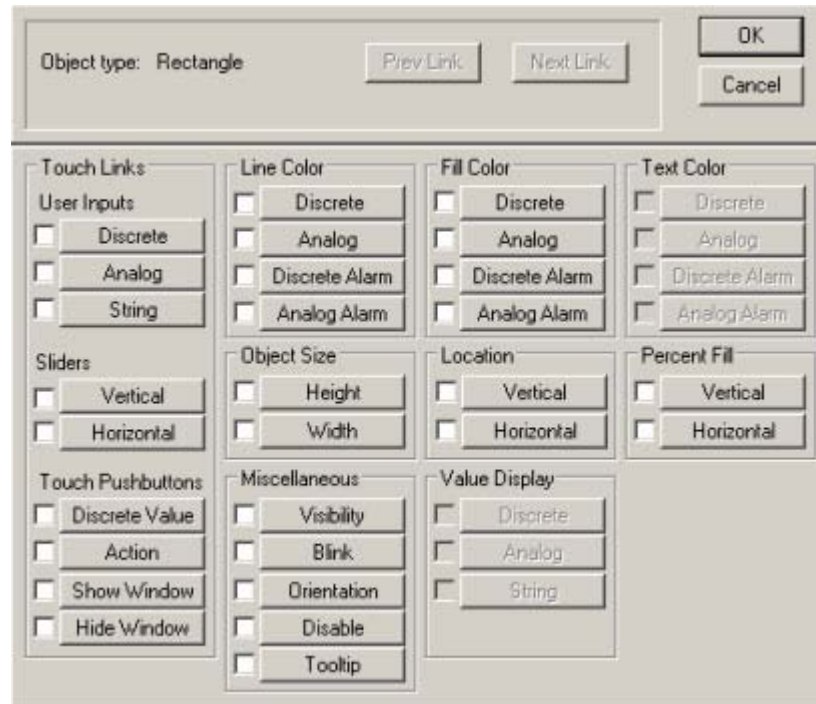 Object type: Rectangle
Prev Link
Next Link
OK
Cancel
Touch Links
User Inputs
Discrete
Analog
String
Sliders
Vertical
Horizontal
Touch Pushbuttons
Discrete Value
Action
Show Window
Hide Window
Line Color
Discrete
Analog
Discrete Alarm
Analog Alarm
Object Size
Height
Width
Miscellaneous
Visibility
Blink
Orientation
Disable
Tooltip
Fill Color
Discrete
Analog
Discrete Alarm
Analog Alarm
Location
Vertical
Horizontal
Value Display
Discrete
Analog
String
Text Color
Discrete
Analog
Discrete Alarm
Analog Alarm
Percent Fill
Vertical
Horizontal